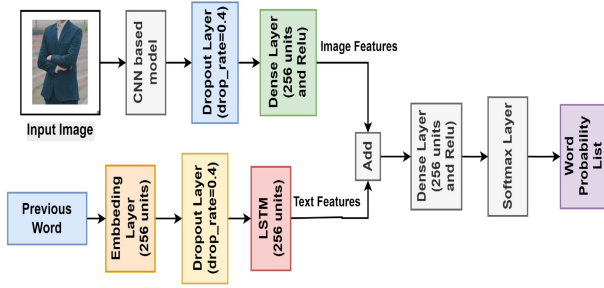 Input Image
CNN based
model
Dropout Layer
(drop_rate=0.4)
Dense Layer
(256 units
and Relu)
Image Features
Previous
Word
Embbeding
Layer
(256 units)
Dropout Layer
(drop_rate=0.4)
LSTM
(256 units)
Text Features
Add
Dense Layer
(256 units
and Relu)
Softmax Layer
Word
Probability
List